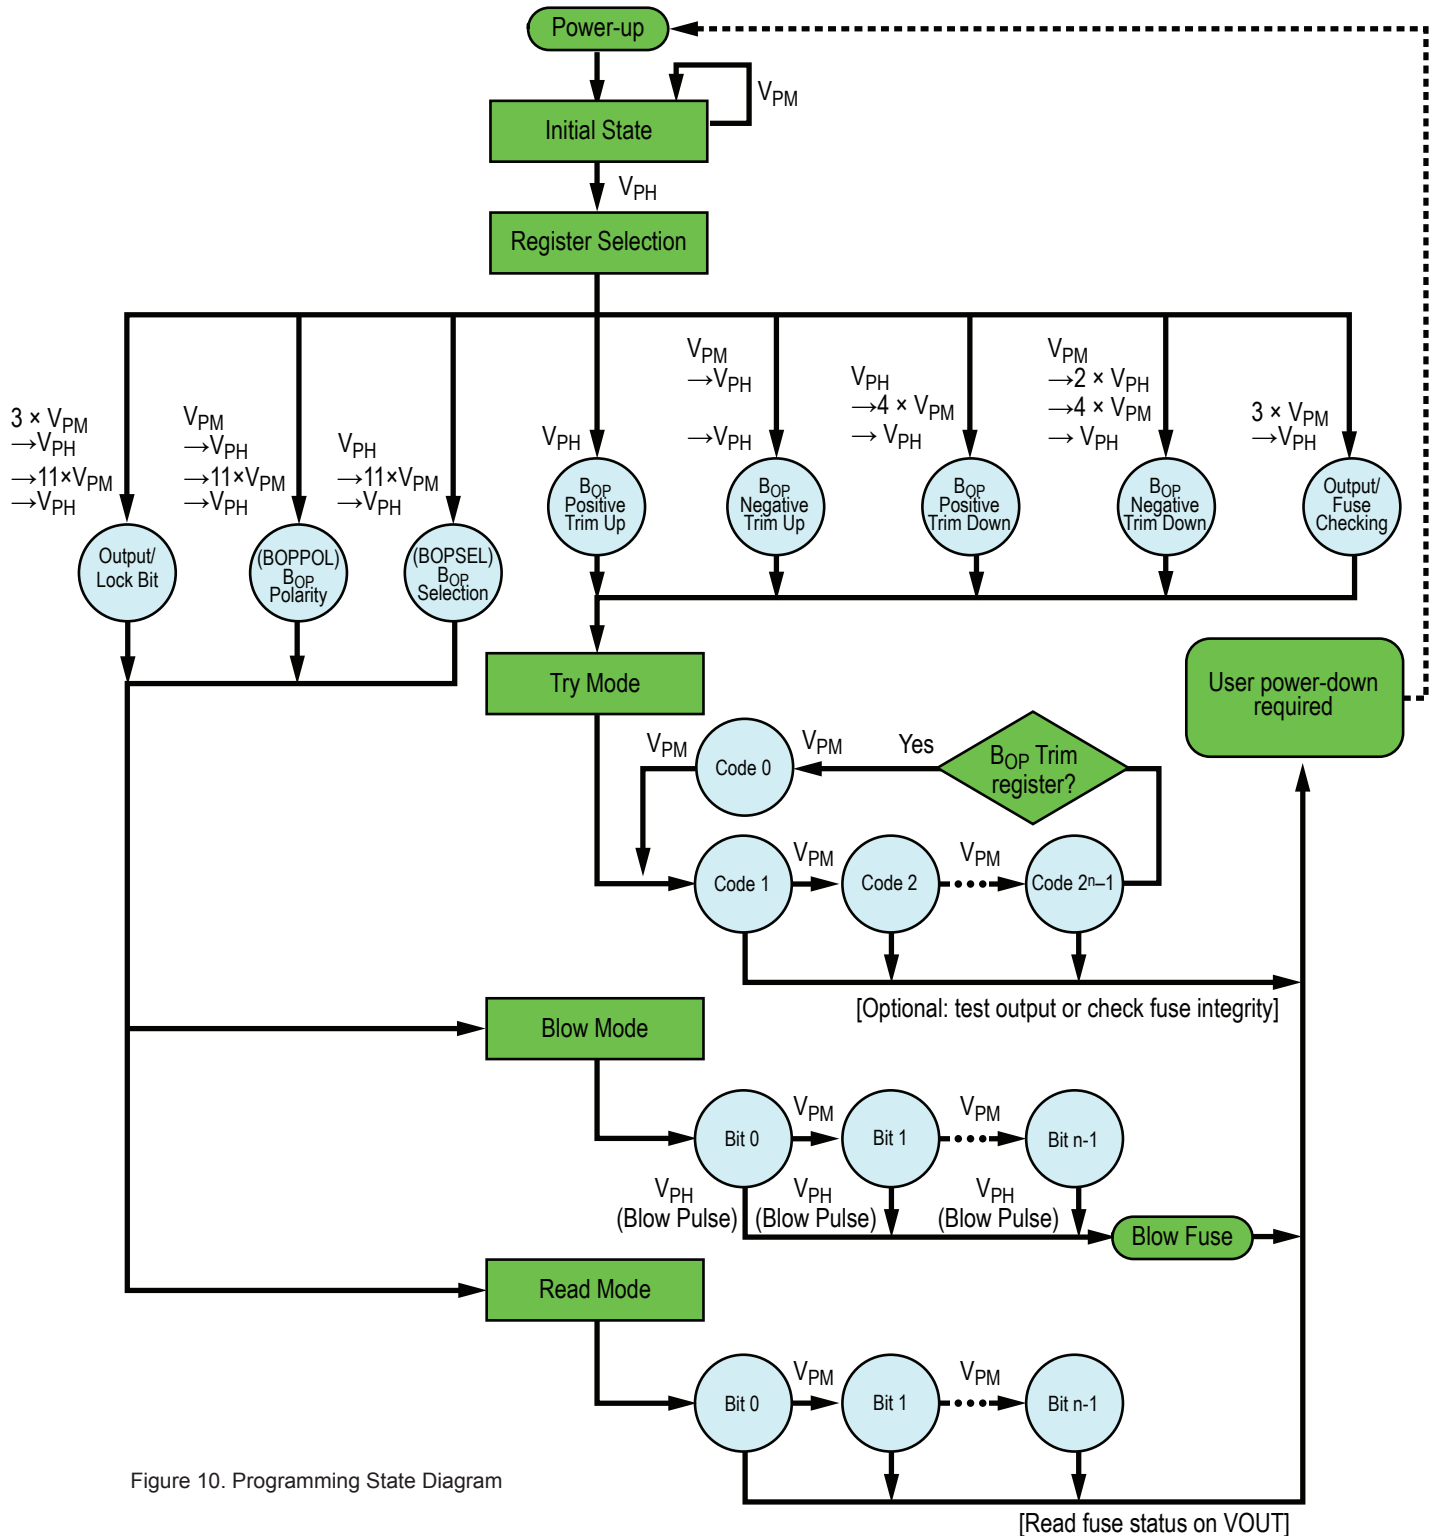 Power-up
VPM
Initial State
VPH
Register Selection
3 × VPM
→VPH
→11×VPM
→VPH
VPM
→VPH
→11×VPM
→VPH
VPH
→11×VPM
→VPH
VPH
VPM
→VPH
→VPH
VPH
→4 × VPM
→ VPH
VPM
→2 × VPH
→4 × VPM
→ VPH
3 × VPM
→VPH
Output/
Lock Bit
(BOPPOL)
BOP
Polarity
(BOPSEL)
BOP
Selection
BOP
Positive
Trim Up
BOP
Negative
Trim Up
BOP
Positive
Trim Down
BOP
Negative
Trim Down
Output/
Fuse
Checking
Try Mode
User power-down
required
VPM
Code 0
VPM
Yes
BOP Trim
register?
Code 1
VPM
Code 2
VPM
Code 2n–1
[Optional: test output or check fuse integrity]
Blow Mode
Bit 0
VPM
Bit 1
VPM
Bit n-1
VPH
(Blow Pulse)
VPH
(Blow Pulse)
VPH
(Blow Pulse)
Blow Fuse
Read Mode
Bit 0
VPM
Bit 1
VPM
Bit n-1
Figure 10. Programming State Diagram
[Read fuse status on VOUT]